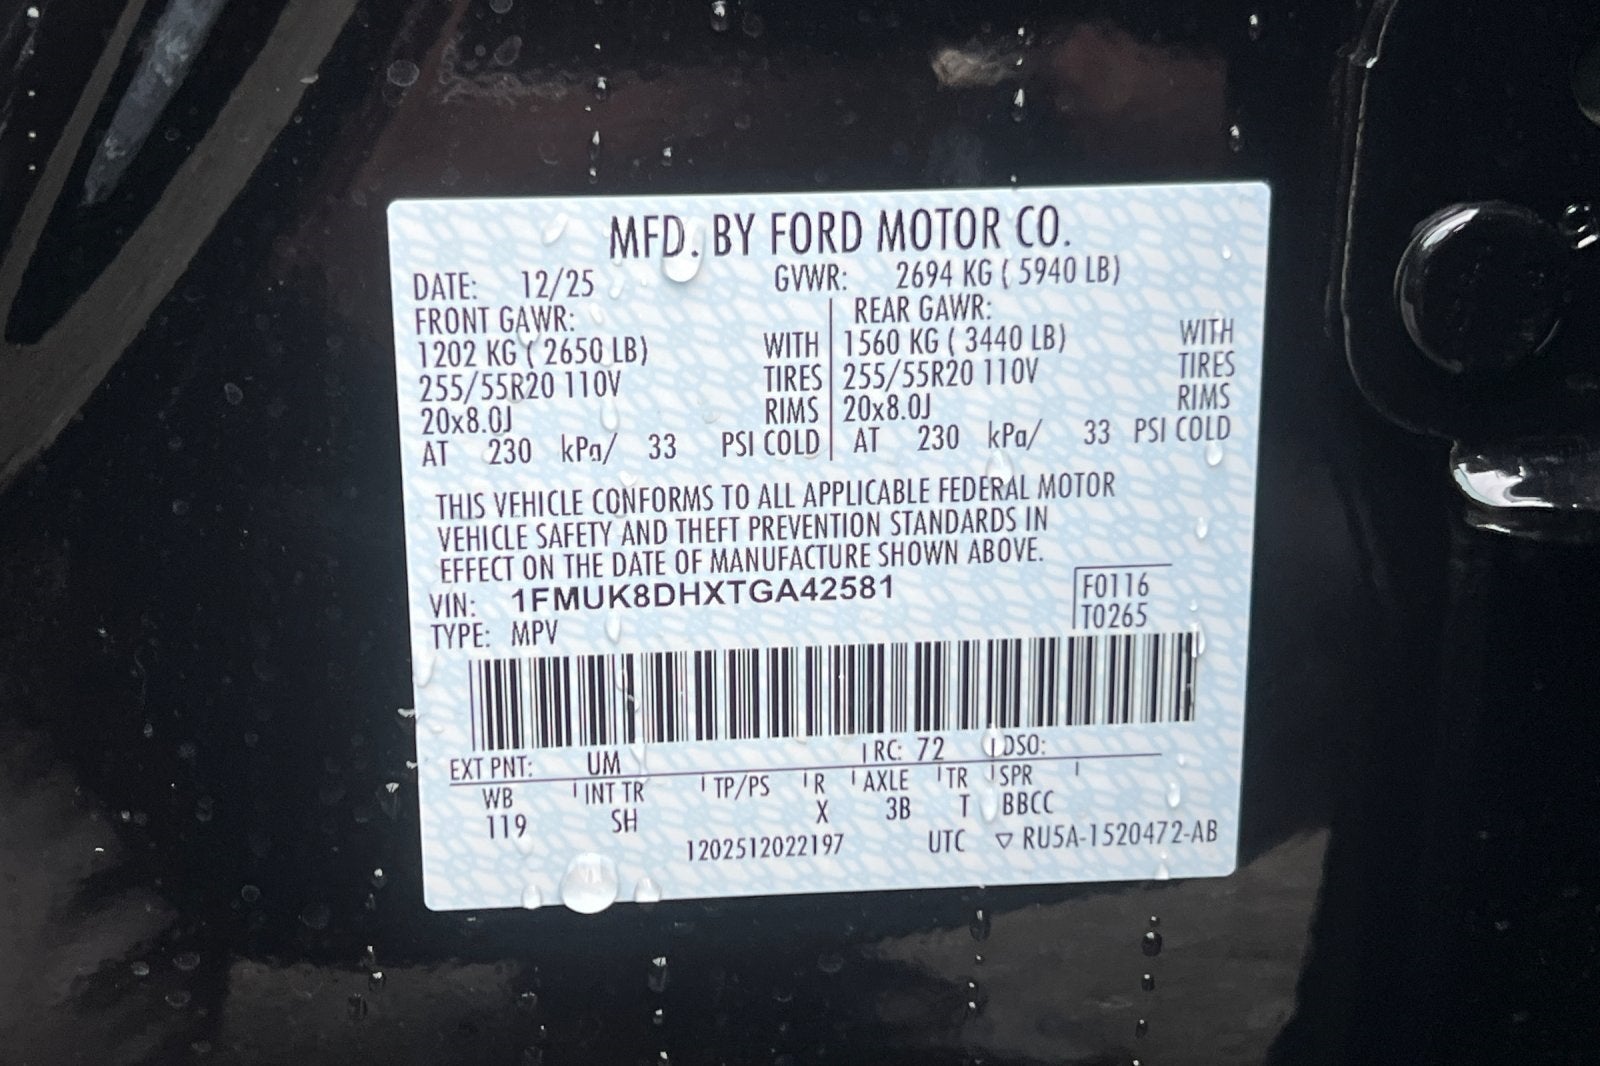 MFD. BY FORD MOTOR CO.
DATE: 12/25 GVWR: 2694 KG ( 5940 LB)
FRONT GAWR: REAR GAWR:
1202 KG ( 2650 LB) WITH 1560 KG ( 3440 LB) WITH
255/55R20 110V TIRES 255/55R20 110V TIRES
20x8.0J RIMS 20x8.0J RIMS
AT 230 kPa/ 33 PSI COLD AT 230 kPa/ 33 PSI COLD
THIS VEHICLE CONFORMS TO ALL APPLICABLE FEDERAL MOTOR
VEHICLE SAFETY AND THEFT PREVENTION STANDARDS IN
EFFECT ON THE DATE OF MANUFACTURE SHOWN ABOVE.
VIN: 1FMUK8DHXTGA42581 F0116
TYPE: MPV T0265
EXT PNT: UM RC: 72 DSO:
WB INT TR TP/PS R AXLE TR SPR
119 SH X 3B T BBCC
1202512022197 UTC ▽ RU5A-1520472-AB